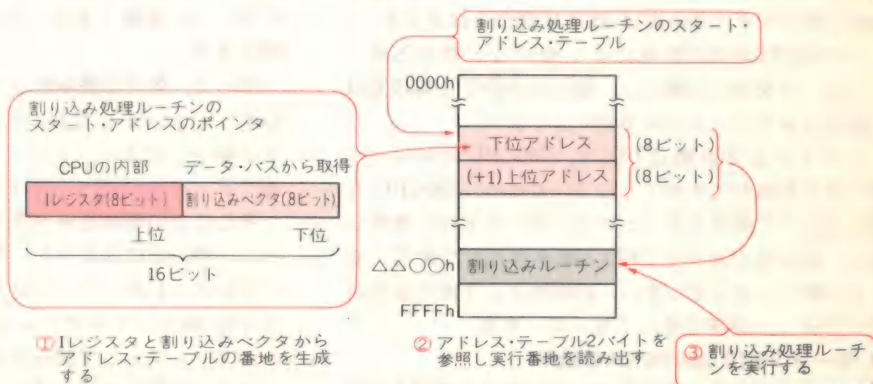 割り込み処理ルーチンのスタート・
アドレス・テーブル
割り込み処理ルーチンの
スタート・アドレスのポインタ
CPUの内部
データ・バスから取得
Iレジスタ(8ビット)
割り込みベクタ(8ビット)
上位
下位
16ビット
0000h
下位アドレス
(8ビット)
(+1)上位アドレス
(8ビット)
△△○○h
割り込みルーチン
FFFFh
① Iレジスタと割り込みベクタから
アドレス・テーブルの番地を生成
する
② アドレス・テーブル2バイトを
参照し実行番地を読み出す
③ 割り込み処理ルーチ
ンを実行する